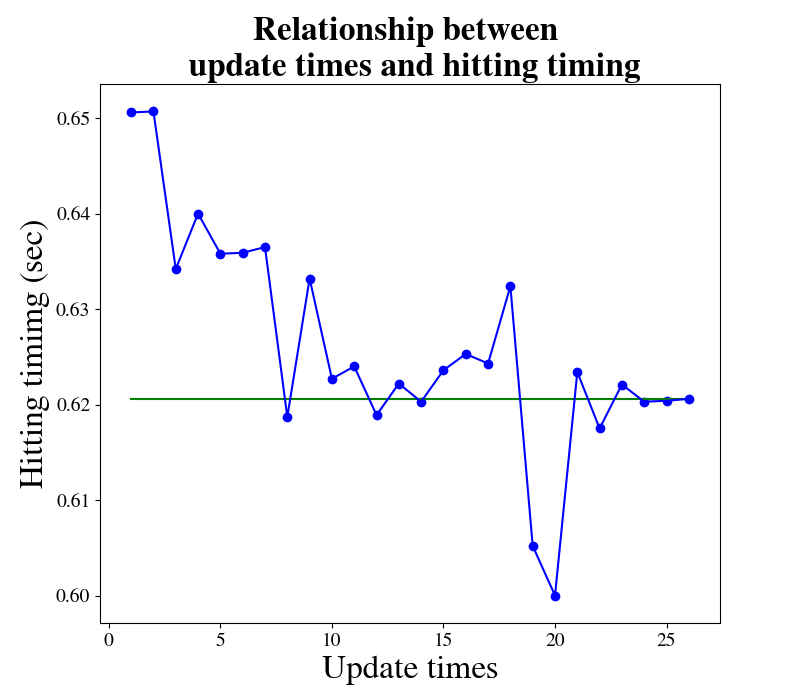 Relationship between
update times and hitting timing
Hitting timimg (sec)
0.65
0.64
0.63
0.62
0.61
0.60
0 5 10 15 20 25
Update times